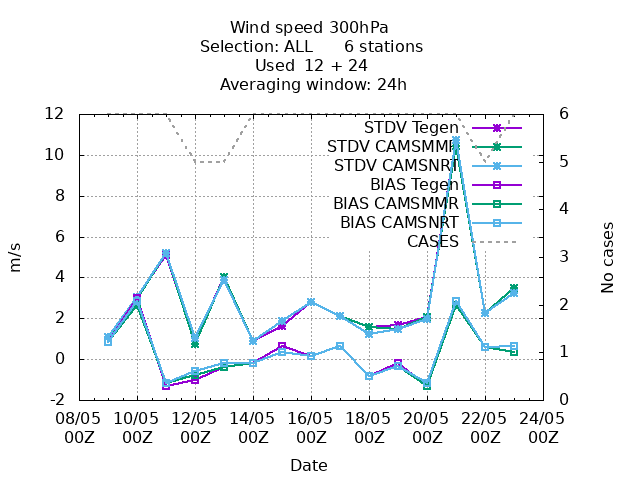 Wind speed 300hPa
Selection: ALL 6 stations
Used 12 + 24
Averaging window: 24h
12
10
8
6
4
2
0
-2
m/s
6
5
4
3
2
1
0
No cases
STDV Tegen
STDV CAMSMMR
STDV CAMSNRT
BIAS Tegen
BIAS CAMSMMR
BIAS CAMSNRT
CASES
08/05 10/05 12/05 14/05 16/05 18/05 20/05 22/05 24/05
00Z 00Z 00Z 00Z 00Z 00Z 00Z 00Z 00Z
Date